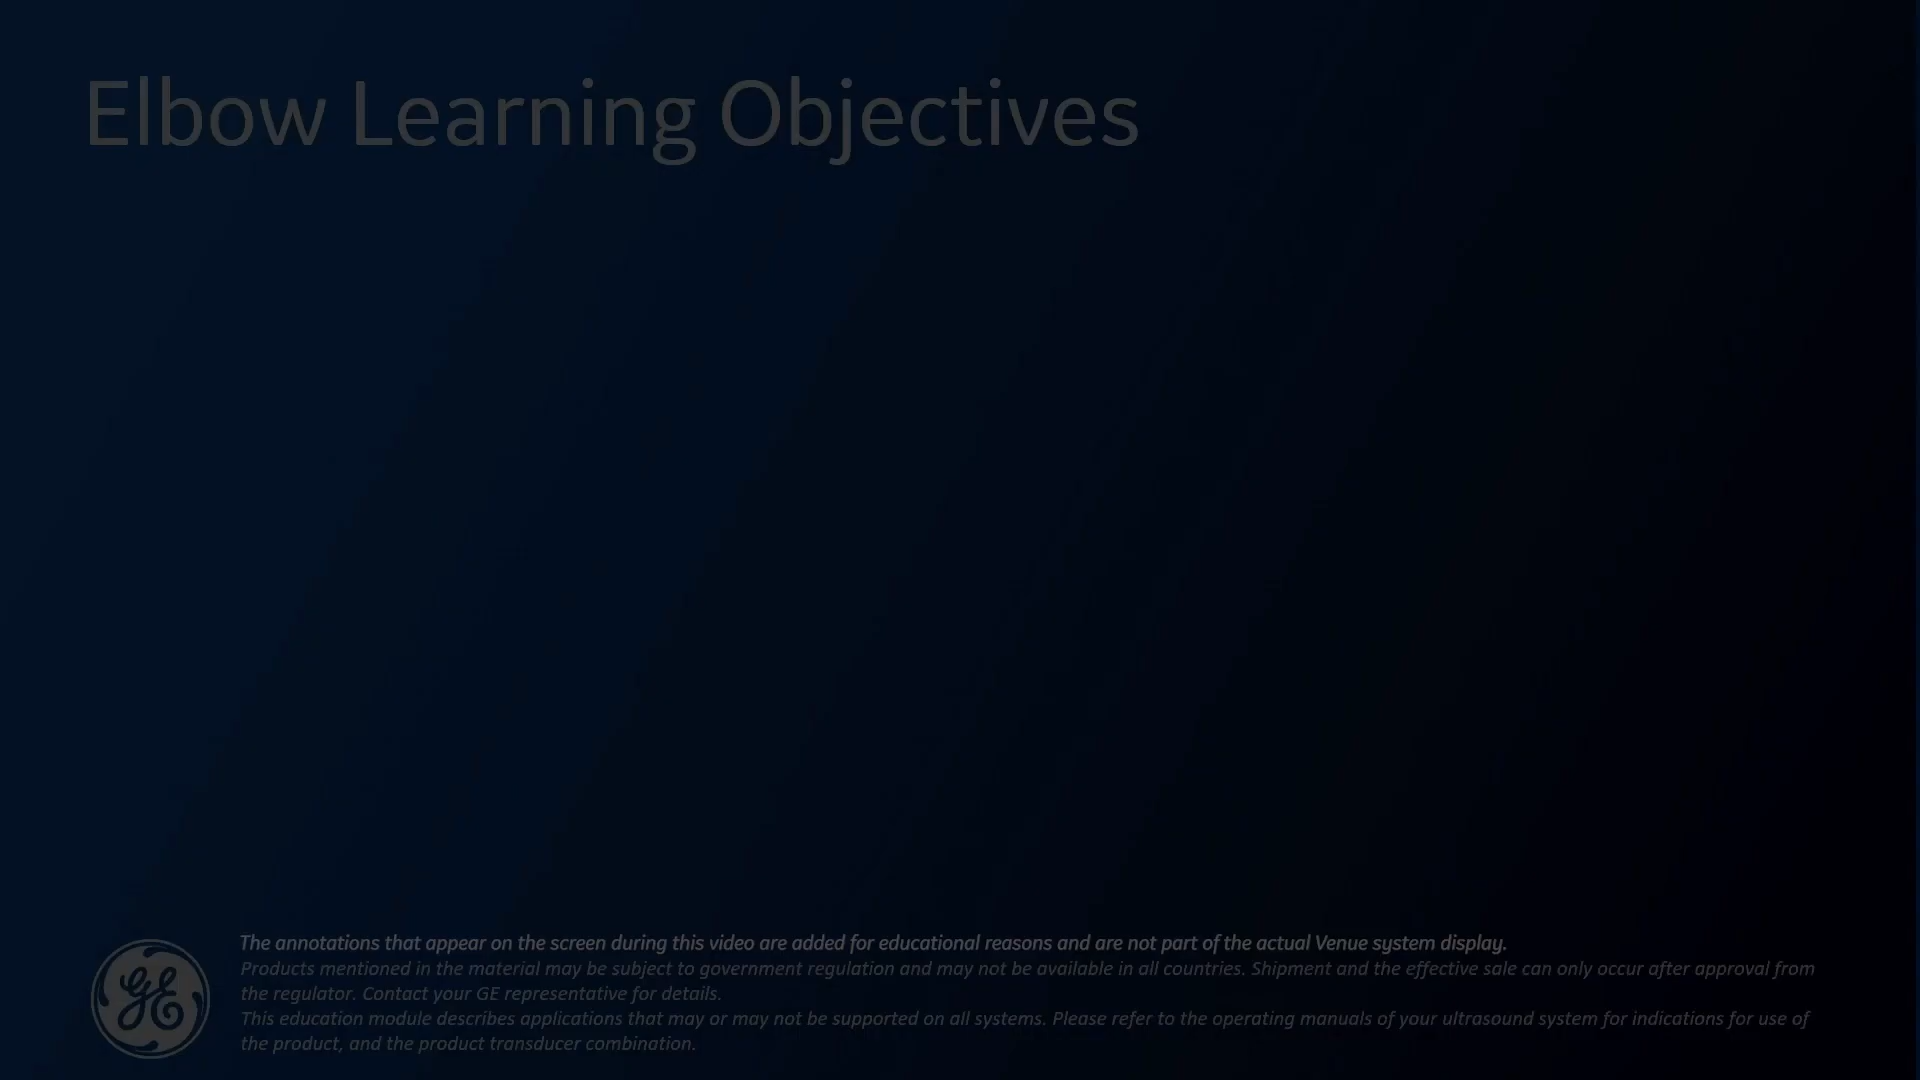 Elbow Learning Objectives
The annotations that appear on the screen during this video are added for educational reasons and are not part of the actual Venue system display.
Products mentioned in the material may be subject to government regulation and may not be available in all countries. Shipment and the effective sale can only occur after approval from
the regulator. Contact your GE representative for details.
This education module describes applications that may or may not be supported on all systems. Please refer to the operating manuals of your ultrasound system for indications for use of
the product, and the product transducer combination.
GE